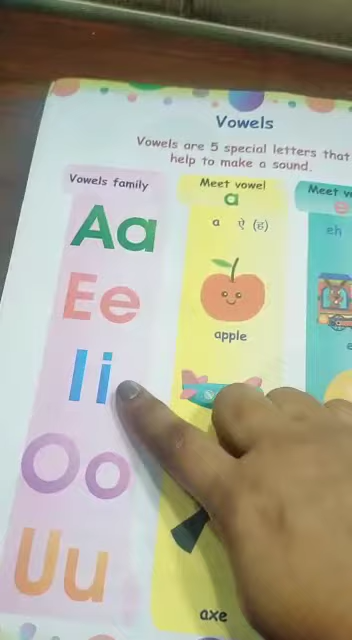 Vowels
Vowels are 5 special letters that
help to make a sound.
Vowels family
Aa
Ee
Ii
Oo
Uu
Meet vowel
a
a ऐ (ह)
apple
axe
Meet
e
eh